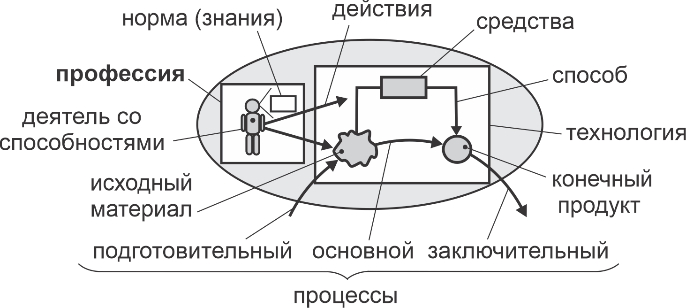 норма (знания)
действия
средства
профессия
способ
деятель со
способностями
технология
исходный
материал
конечный
продукт
подготовительный
основной
заключительный
процессы